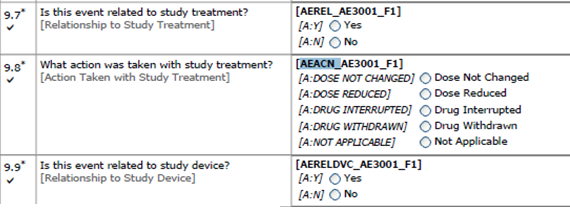 9.7* Is this event related to study treatment? [AEREL_AE3001_F1]
✓ [Relationship to Study Treatment] [A:Y] Yes
[A:N] No
9.8* What action was taken with study treatment? [AEACN_AE3001_F1]
✓ [Action Taken with Study Treatment] [A:DOSE NOT CHANGED] Dose Not Changed
[A:DOSE REDUCED] Dose Reduced
[A:DRUG INTERRUPTED] Drug Interrupted
[A:DRUG WITHDRAWN] Drug Withdrawn
[A:NOT APPLICABLE] Not Applicable
9.9* Is this event related to study device? [AERELDVC_AE3001_F1]
✓ [Relationship to Study Device] [A:Y] Yes
[A:N] No